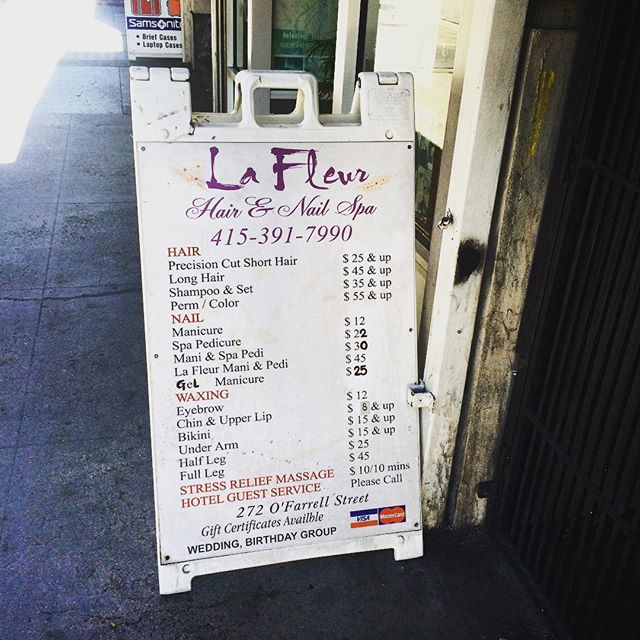 Samsonite
• Brief Cases
• Laptop Cases
La Fleur
Hair & Nail Spa
415-391-7990
HAIR
Precision Cut Short Hair $ 25 & up
Long Hair $ 45 & up
Shampoo & Set $ 35 & up
Perm / Color $ 55 & up
NAIL
Manicure $ 12
Spa Pedicure $ 22
Mani & Spa Pedi $ 30
La Fleur Mani & Pedi $ 45
GeL Manicure $ 25
WAXING
Eyebrow $ 12
Chin & Upper Lip $ 8 & up
Bikini $ 15 & up
Under Arm $ 15 & up
Half Leg $ 25
Full Leg $ 45
STRESS RELIEF MASSAGE $ 10/10 mins
HOTEL GUEST SERVICE Please Call
272 O'Farrell Street
Gift Certificates Availble
VISA MasterCard
WEDDING, BIRTHDAY GROUP